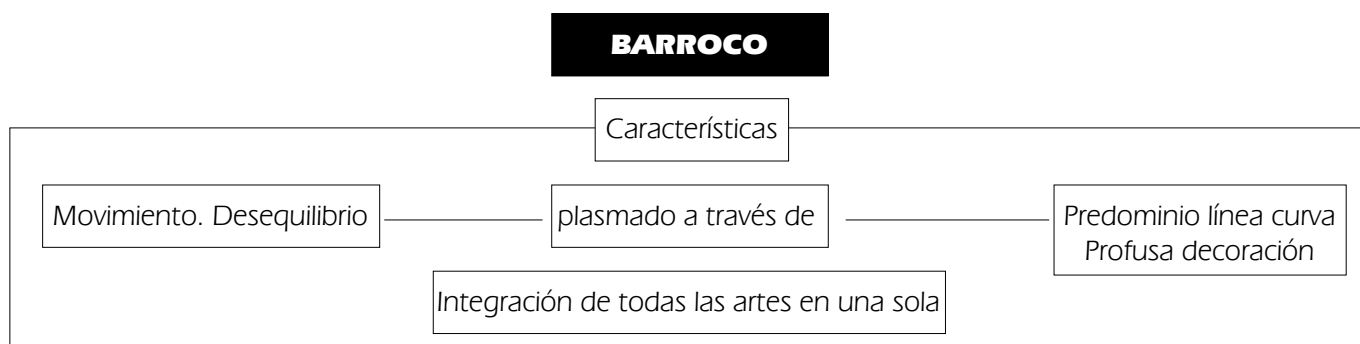 BARROCO
Características
Movimiento. Desequilibrio
plasmado a través de
Predominio línea curva
Profusa decoración
Integración de todas las artes en una sola